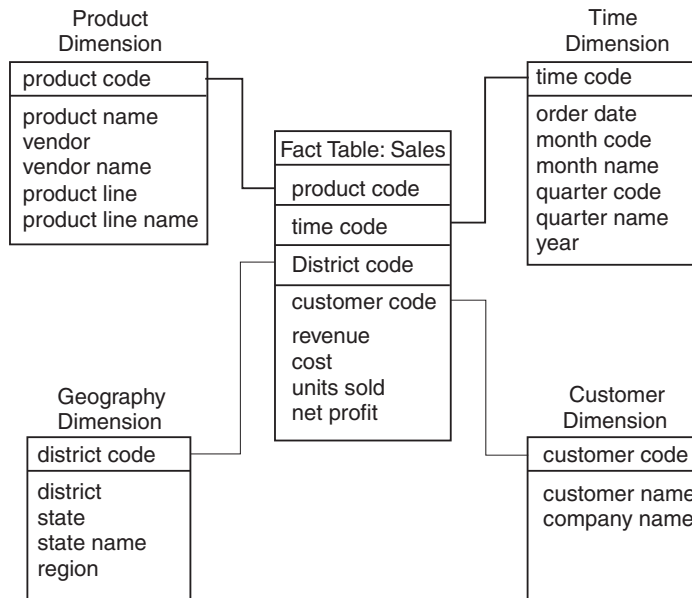 Product
Dimension
product code
product name
vendor
vendor name
product line
product line name
Time
Dimension
time code
order date
month code
month name
quarter code
quarter name
year
Fact Table: Sales
product code
time code
District code
customer code
revenue
cost
units sold
net profit
Geography
Dimension
district code
district
state
state name
region
Customer
Dimension
customer code
customer name
company name